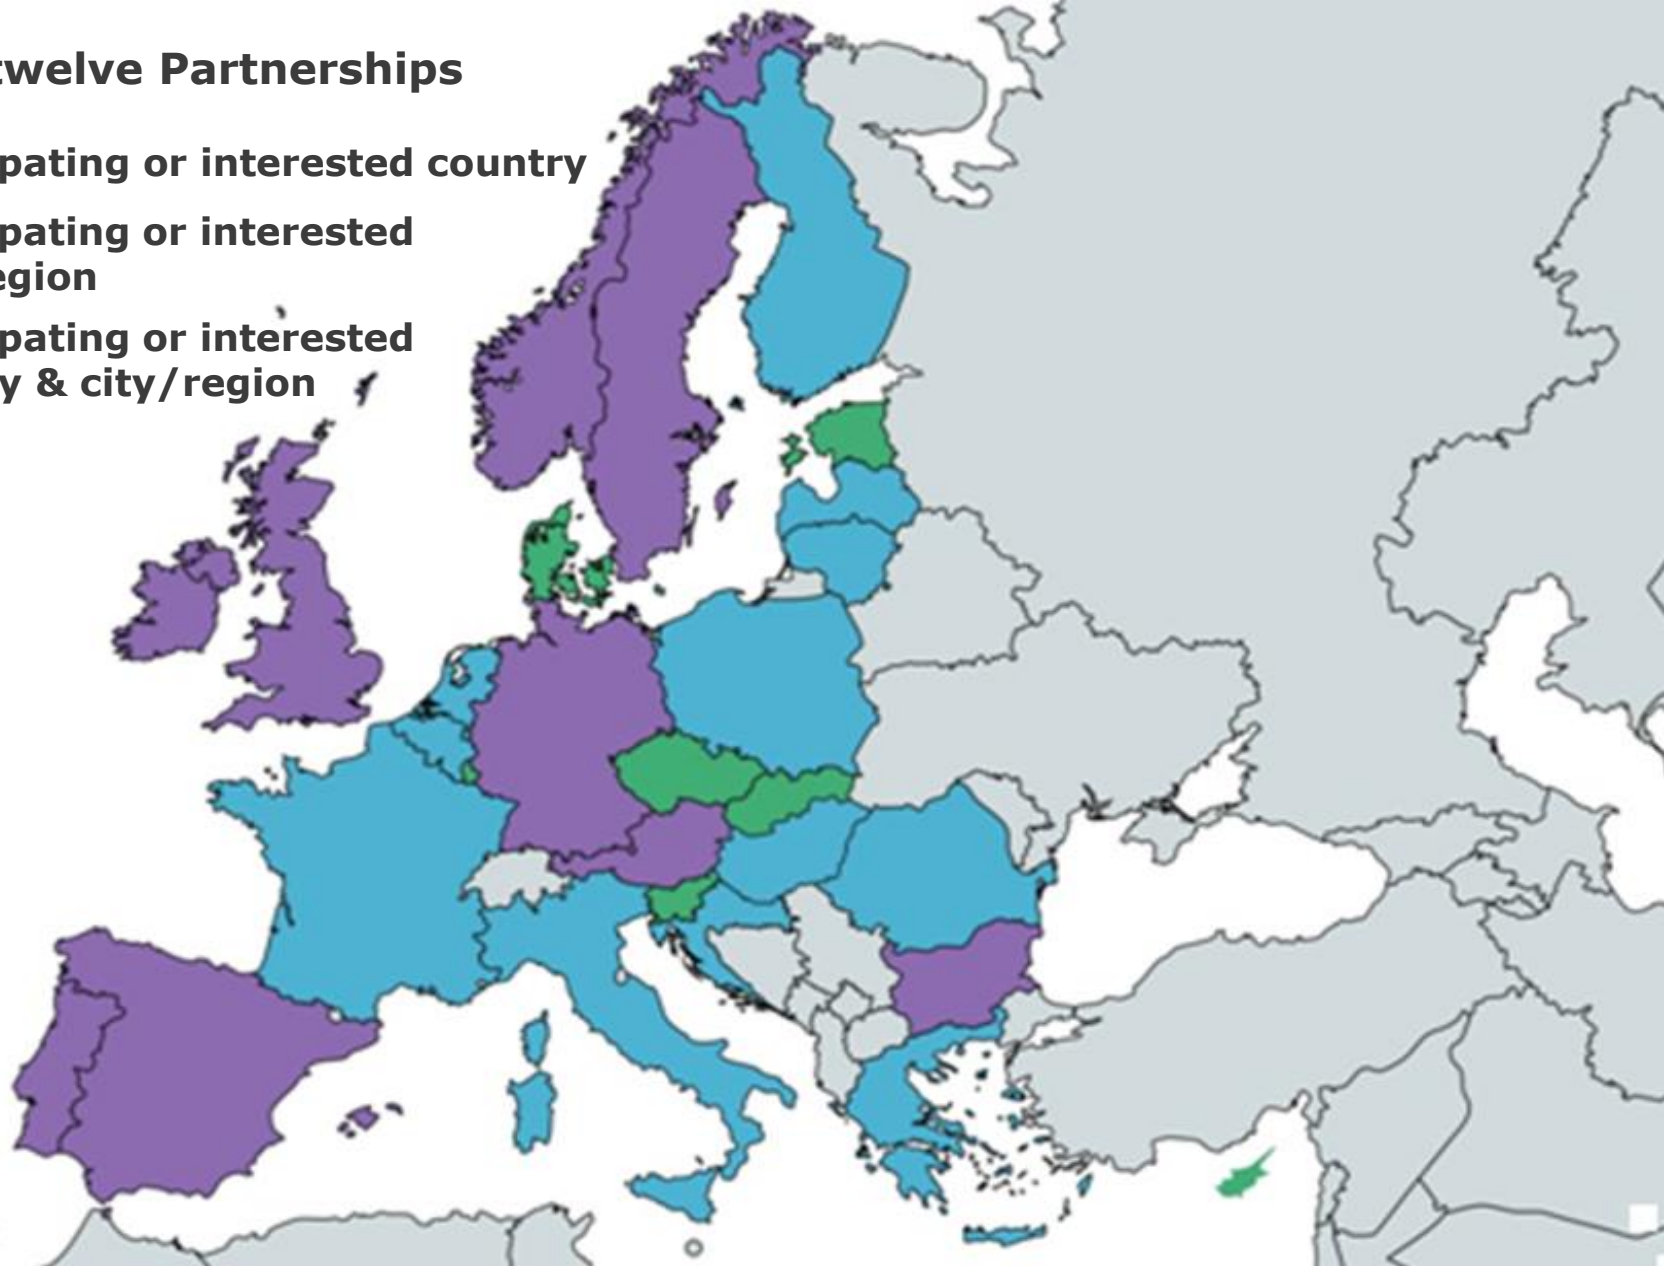 twelve Partnerships
pating or interested country
pating or interested
egion
pating or interested
y & city/region